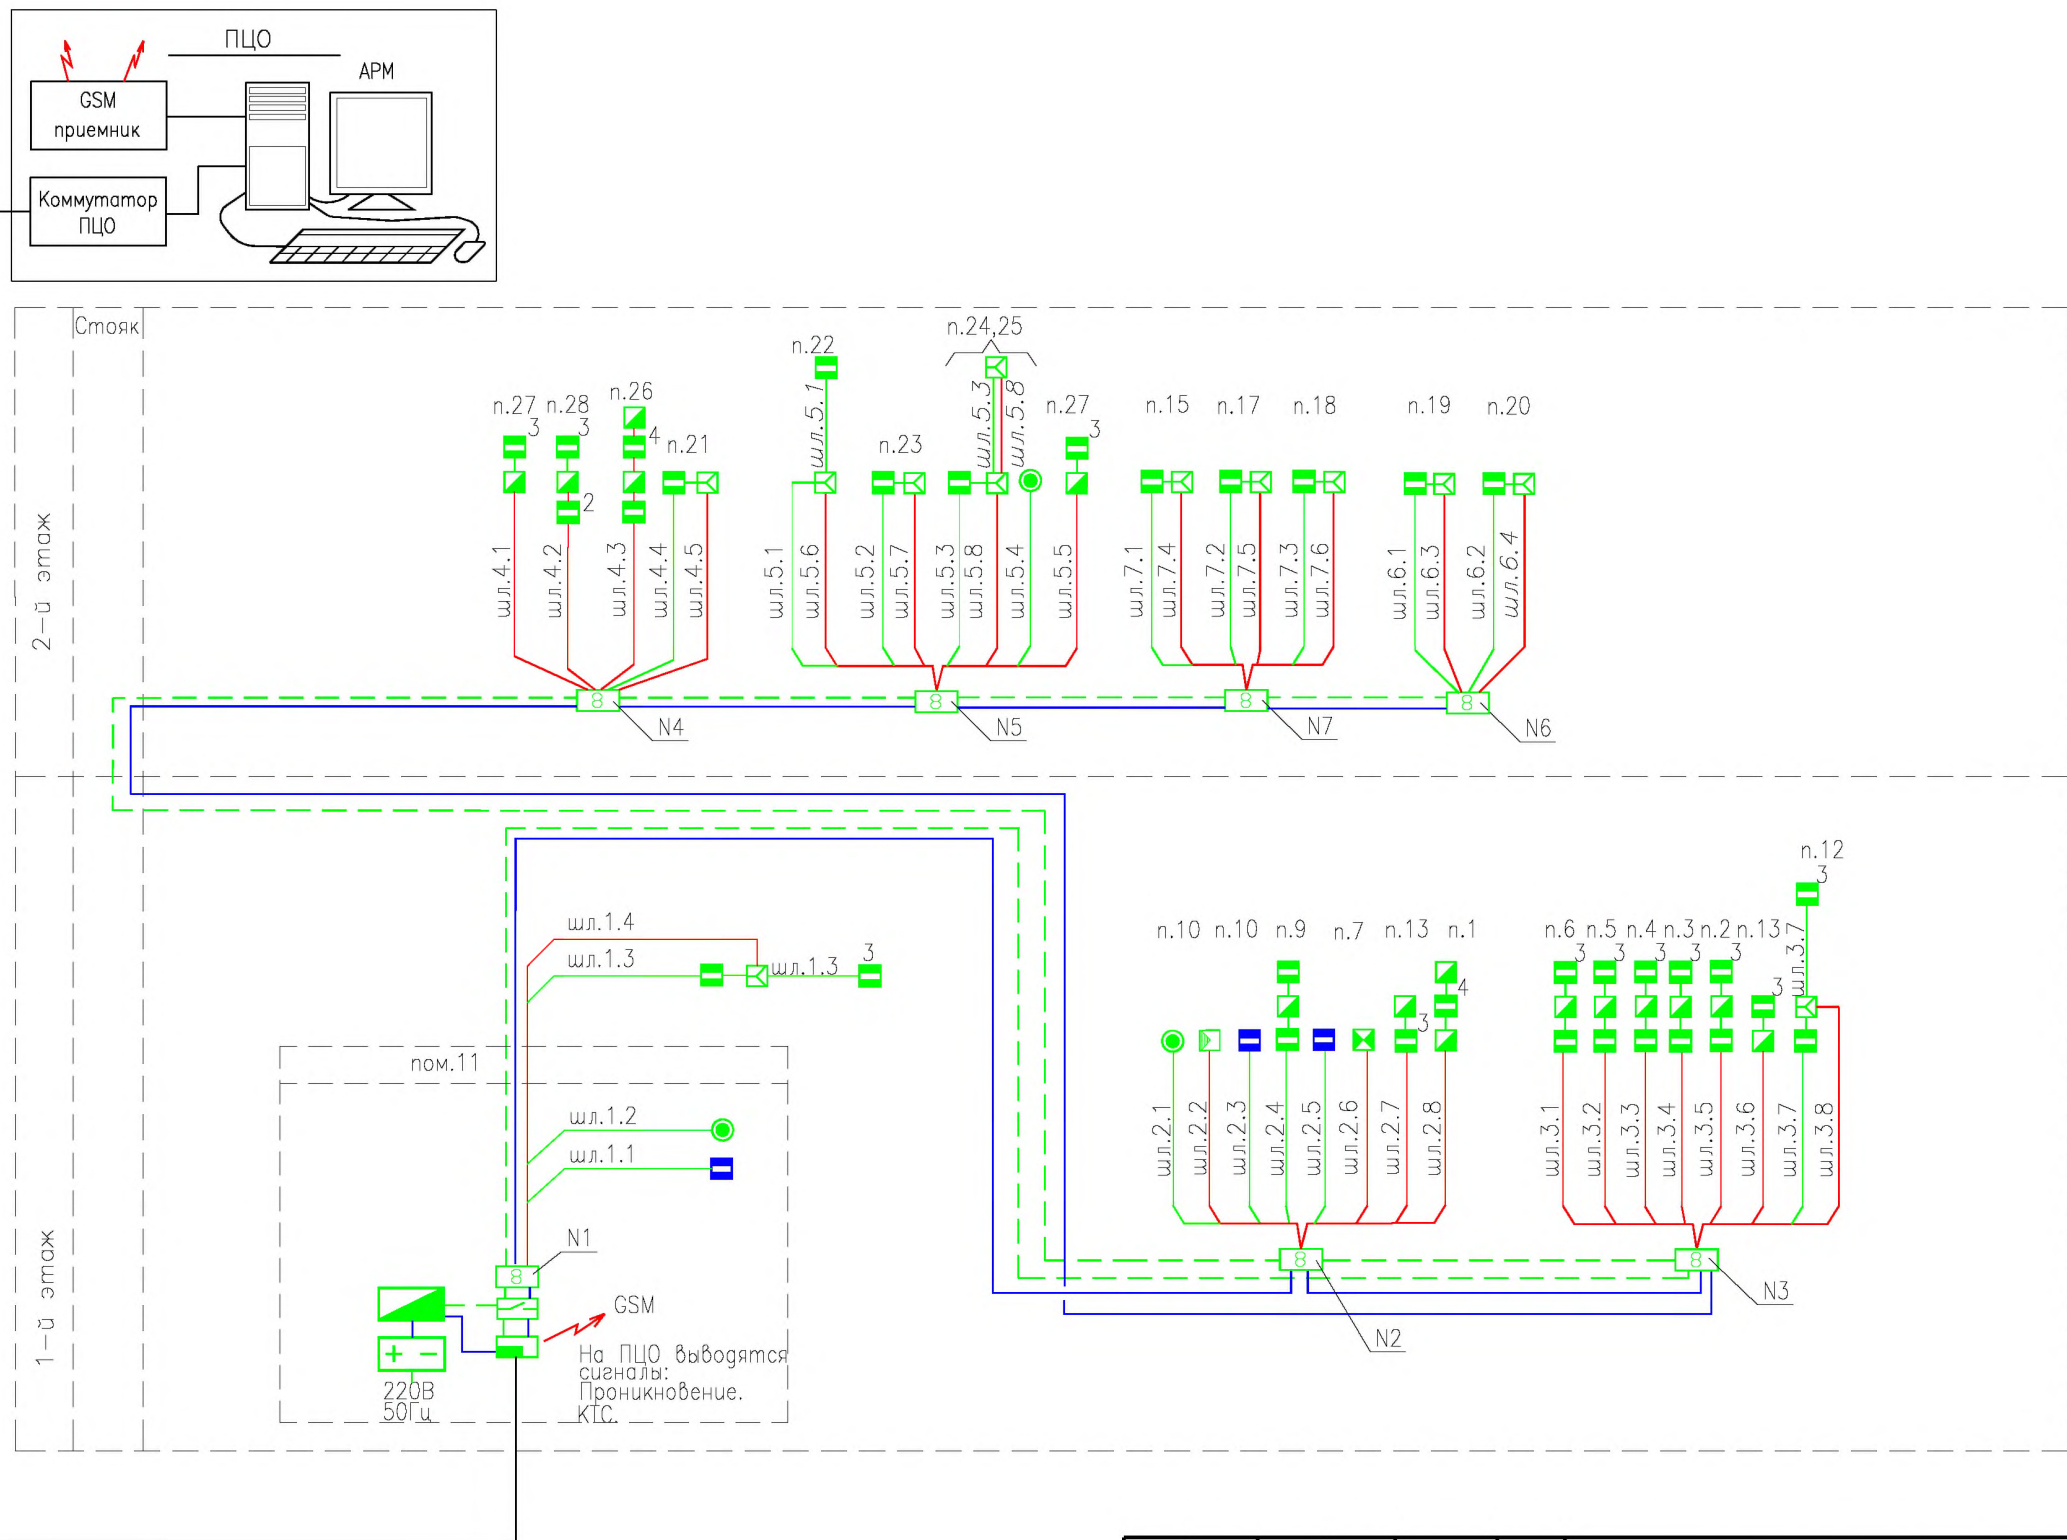 ПЦО
АРМ
GSM
приемник
Коммутатор
ПЦО
Стояк
2-й этаж
п.24,25
п.22
п.26
п.27
п.28
п.27
п.15
п.17
п.18
п.19
п.20
3
3
4
п.21
п.23
3
2
шл.5.1
шл.5.3
шл.5.8
шл.4.1
шл.4.2
шл.4.3
шл.4.4
шл.4.5
шл.5.1
шл.5.6
шл.5.2
шл.5.7
шл.5.3
шл.5.8
шл.5.4
шл.5.5
шл.7.1
шл.7.4
шл.7.2
шл.7.5
шл.7.3
шл.7.6
шл.6.1
шл.6.3
шл.6.2
шл.6.4
8
8
8
8
N4
N5
N7
N6
1-й этаж
шл.1.4
шл.1.3
шл.1.3
3
пом.11
шл.1.2
шл.1.1
N1
8
GSM
На ПЦО выводятся
сигналы:
Проникновение.
КТС.
+ -
220В
50Гц
п.12
3
п.10
п.10
п.9
п.7
п.13
п.1
п.6
п.5
п.4
п.3
п.2
п.13
3
3
3
3
3
3
шл.3.7
3
4
шл.2.1
шл.2.2
шл.2.3
шл.2.4
шл.2.5
шл.2.6
шл.2.7
шл.2.8
шл.3.1
шл.3.2
шл.3.3
шл.3.4
шл.3.5
шл.3.6
шл.3.7
шл.3.8
8
8
N2
N3